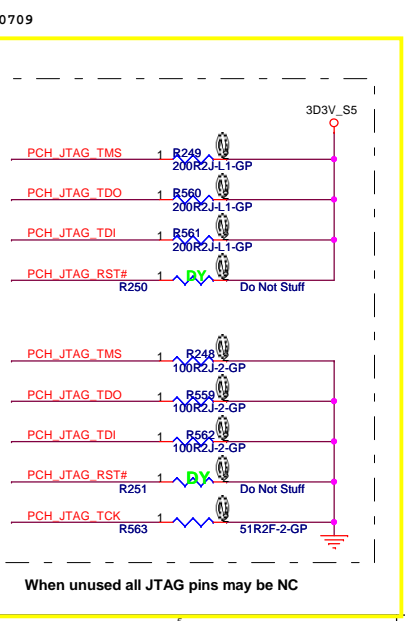 0709
3D3V_S5
PCH_JTAG_TMS 1 R249
200R2J-L1-GP
PCH_JTAG_TDO 1 R560
200R2J-L1-GP
PCH_JTAG_TDI 1 R561
200R2J-L1-GP
PCH_JTAG_RST# 1 DY
R250 Do Not Stuff
PCH_JTAG_TMS 1 R248
100R2J-2-GP
PCH_JTAG_TDO 1 R559
100R2J-2-GP
PCH_JTAG_TDI 1 R562
100R2J-2-GP
PCH_JTAG_RST# 1 DY
R251 Do Not Stuff
PCH_JTAG_TCK 1
R563 51R2F-2-GP
When unused all JTAG pins may be NC